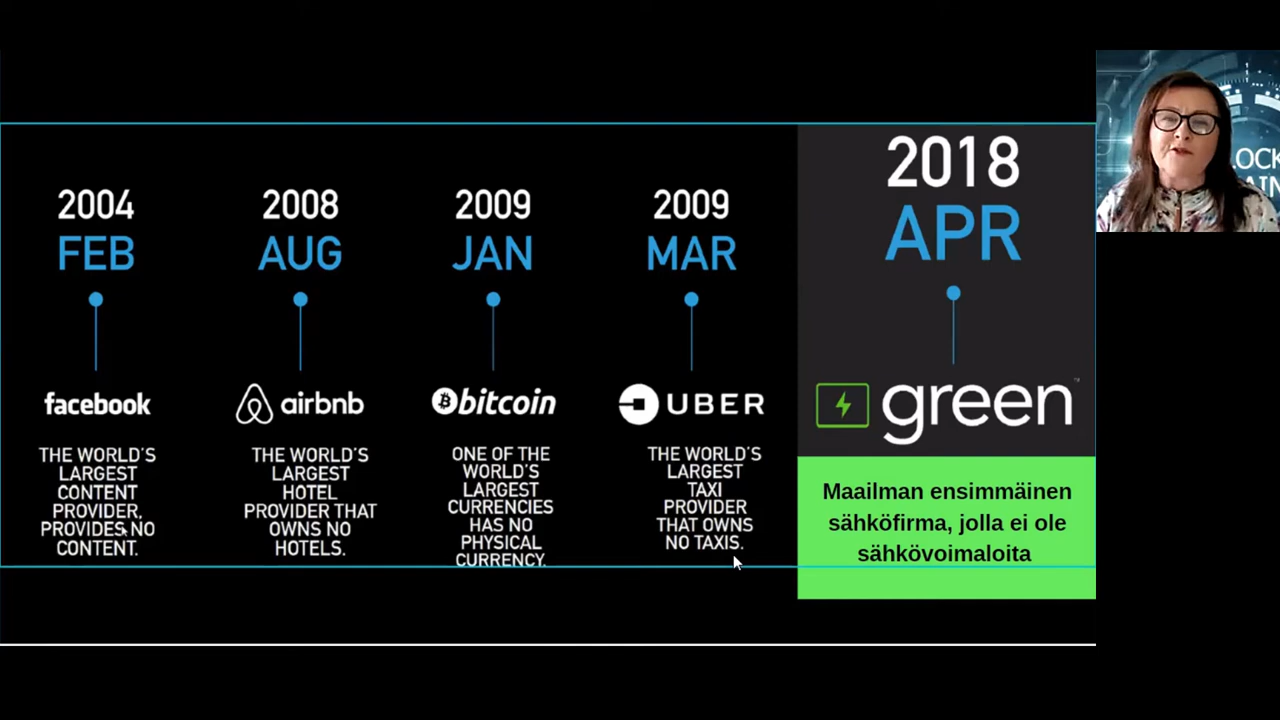 2004
FEB
facebook
THE WORLD'S
LARGEST
CONTENT
PROVIDER,
PROVIDES NO
CONTENT.
2008
AUG
airbnb
THE WORLD'S
LARGEST
HOTEL
PROVIDER THAT
OWNS NO
HOTELS.
2009
JAN
bitcoin
ONE OF THE
WORLD'S
LARGEST
CURRENCIES
HAS NO
PHYSICAL
CURRENCY.
2009
MAR
UBER
THE WORLD'S
LARGEST
TAXI
PROVIDER
THAT OWNS
NO TAXIS.
2018
APR
green™
Maailman ensimmäinen
sähköfirma, jolla ei ole
sähkövoimaloita